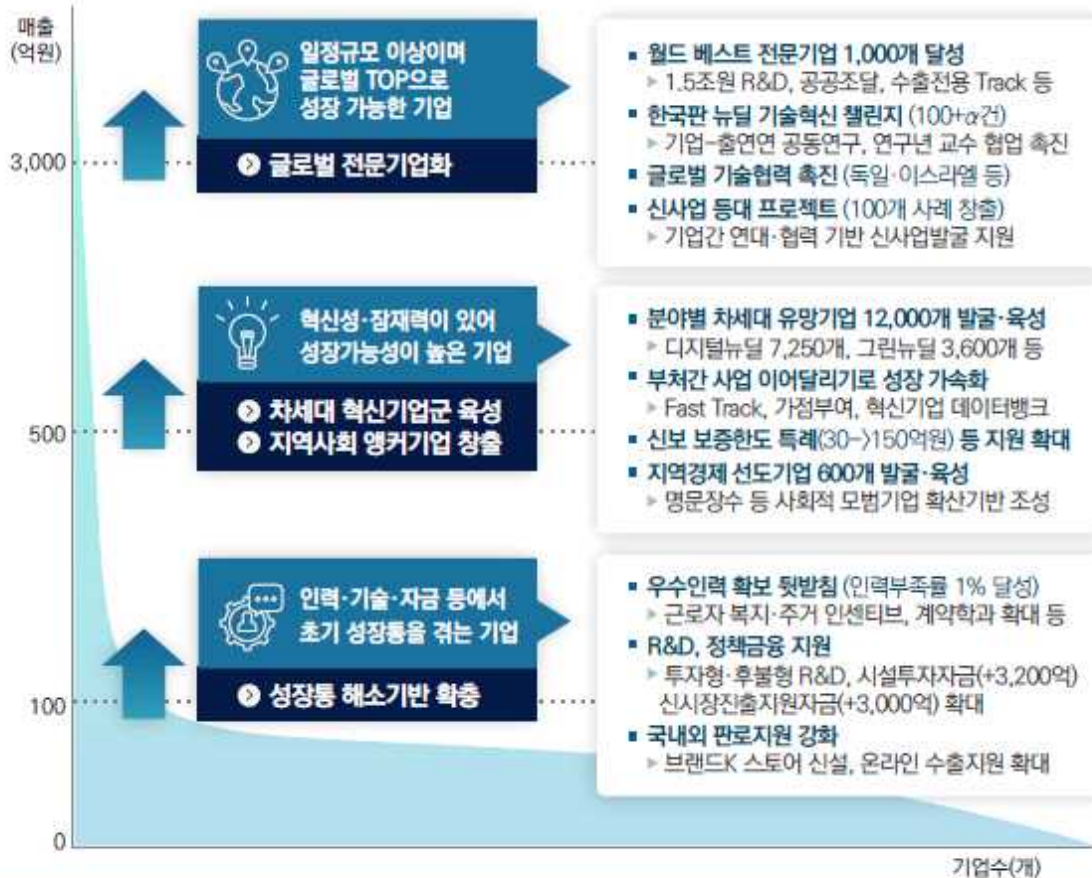 매출
(억원)
3,000
500
100
0
기업수(개)
일정규모 이상이며
글로벌 TOP으로
성장 가능한 기업
글로벌 전문기업화
▪ 월드 베스트 전문기업 1,000개 달성
▸ 1.5조원 R&D, 공공조달, 수출전용 Track 등
▪ 한국판 뉴딜 기술혁신 챌린지 (100+α건)
▸ 기업-출연연 공동연구, 연구년 교수 협업 촉진
▪ 글로벌 기술협력 촉진 (독일·이스라엘 등)
▪ 신사업 등대 프로젝트 (100개 사례 창출)
▸ 기업간 연대·협력 기반 신사업발굴 지원
혁신성·잠재력이 있어
성장가능성이 높은 기업
차세대 혁신기업군 육성
지역사회 앵커기업 창출
▪ 분야별 차세대 유망기업 12,000개 발굴·육성
▸ 디지털뉴딜 7,250개, 그린뉴딜 3,600개 등
▪ 부처간 사업 이어달리기로 성장 가속화
▸ Fast Track, 가점부여, 혁신기업 데이터뱅크
▪ 신보 보증한도 특례(30->150억원) 등 지원 확대
▪ 지역경제 선도기업 600개 발굴·육성
▸ 명문장수 등 사회적 모범기업 확산기반 조성
인력·기술·자금 등에서
초기 성장통을 겪는 기업
성장통 해소기반 확충
▪ 우수인력 확보 뒷받침 (인력부족률 1% 달성)
▸ 근로자 복지·주거 인센티브, 계약학과 확대 등
▪ R&D, 정책금융 지원
▸ 투자형·후불형 R&D, 시설투자자금(+3,200억)
신시장진출지원자금(+3,000억) 확대
▪ 국내외 판로지원 강화
▸ 브랜드K 스토어 신설, 온라인 수출지원 확대